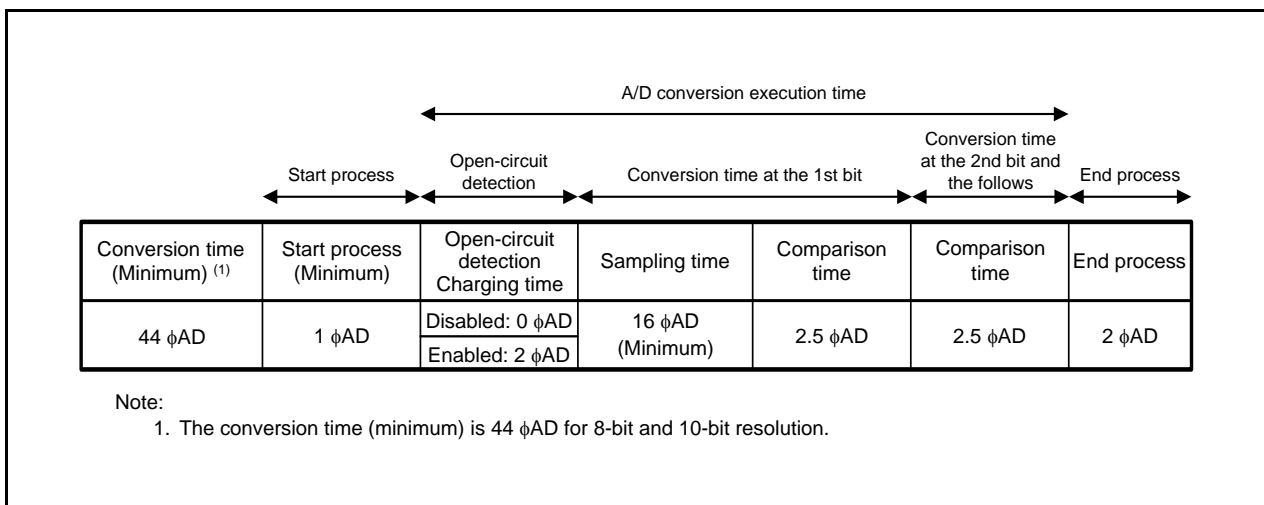 A/D conversion execution time
Start process
Open-circuit
detection
Conversion time at the 1st bit
Conversion time
at the 2nd bit and
the follows
End process
Conversion time
(Minimum) (1)
Start process
(Minimum)
Open-circuit
detection
Charging time
Sampling time
Comparison
time
Comparison
time
End process
44 ϕAD
1 ϕAD
Disabled: 0 ϕAD
Enabled: 2 ϕAD
16 ϕAD
(Minimum)
2.5 ϕAD
2.5 ϕAD
2 ϕAD
Note:
1. The conversion time (minimum) is 44 ϕAD for 8-bit and 10-bit resolution.